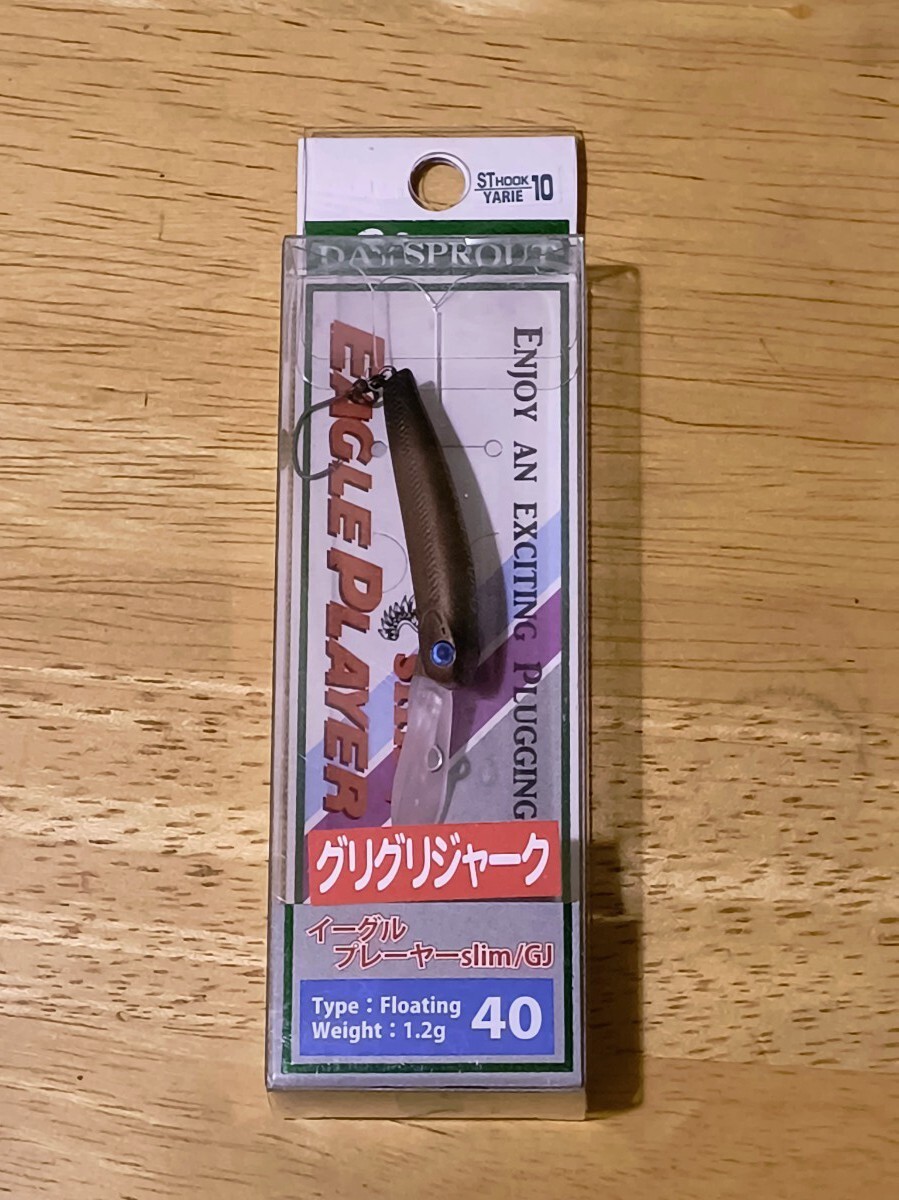 ST HOOK 10
YARIE
DAYSPROUT
EAGLE PLAYER
ENJOY AN EXCITING PLUGGING
グリグリジャーク
イーグル
プレーヤーslim/GJ
Type：Floating
Weight：1.2g
40